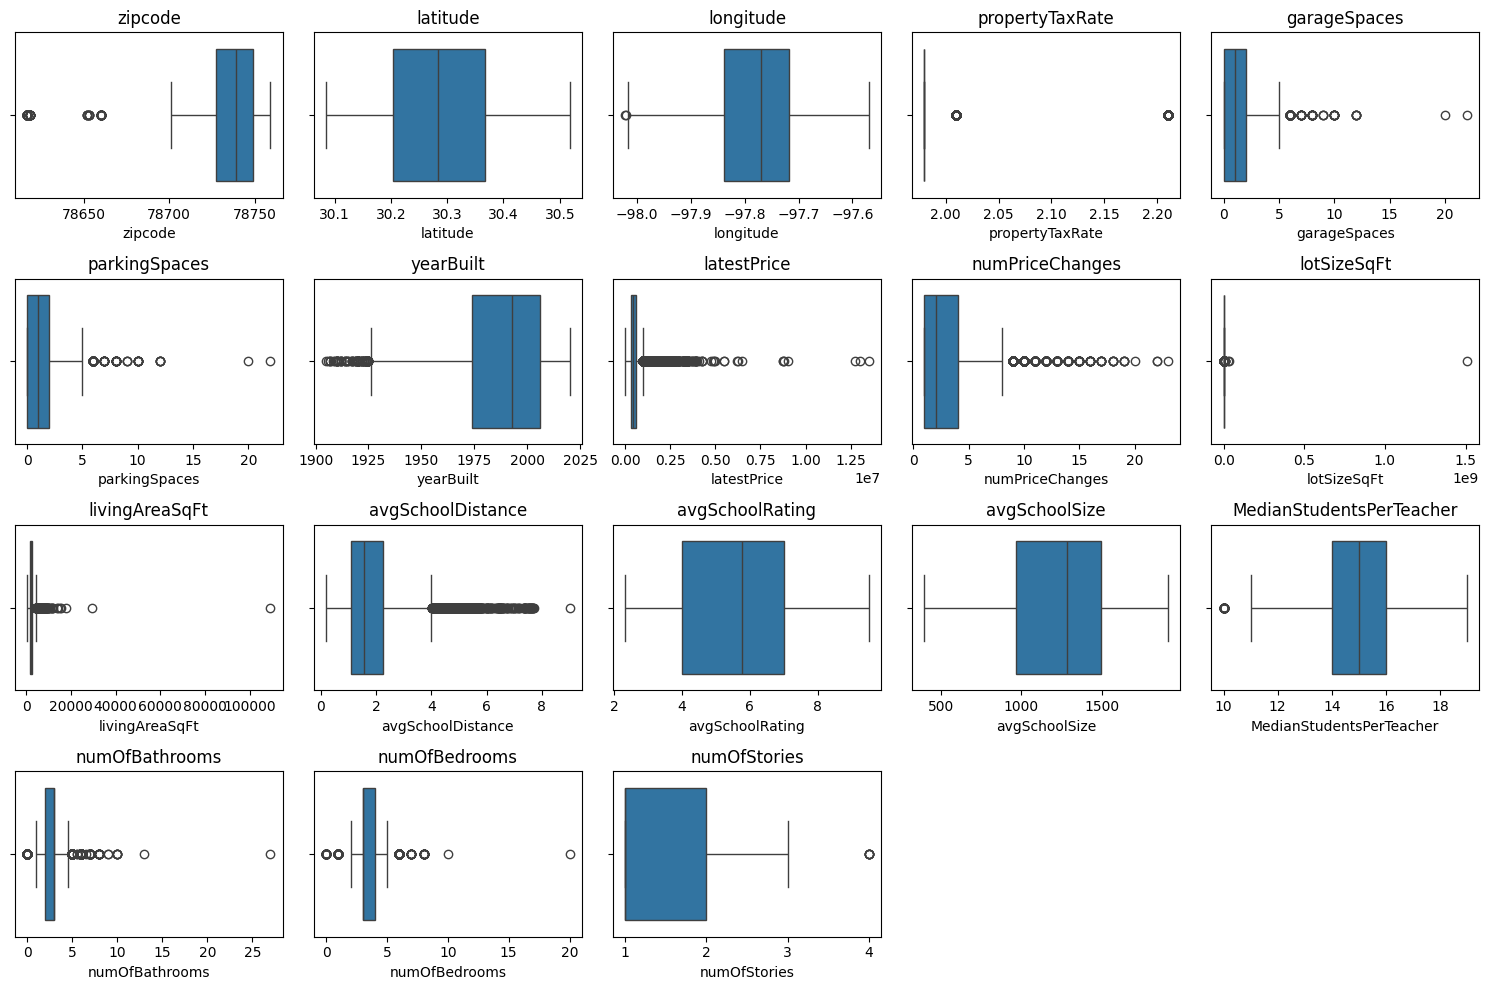 zipcode latitude longitude propertyTaxRate garageSpaces
78650 78700 78750 30.1 30.2 30.3 30.4 30.5 −98.0 −97.9 −97.8 −97.7 −97.6 2.00 2.05 2.10 2.15 2.20 0 5 10 15 20
zipcode latitude longitude propertyTaxRate garageSpaces
parkingSpaces yearBuilt latestPrice numPriceChanges lotSizeSqFt
0 5 10 15 20 1900 1925 1950 1975 2000 2025 0.00 0.25 0.50 0.75 1.00 1.25 0 5 10 15 20 0.0 0.5 1.0 1.5
1e7 1e9
parkingSpaces yearBuilt latestPrice numPriceChanges lotSizeSqFt
livingAreaSqFt avgSchoolDistance avgSchoolRating avgSchoolSize MedianStudentsPerTeacher
0 20000 40000 60000 80000 100000 0 2 4 6 8 2 4 6 8 500 1000 1500 10 12 14 16 18
livingAreaSqFt avgSchoolDistance avgSchoolRating avgSchoolSize MedianStudentsPerTeacher
numOfBathrooms numOfBedrooms numOfStories
0 5 10 15 20 25 0 5 10 15 20 1 2 3 4
numOfBathrooms numOfBedrooms numOfStories